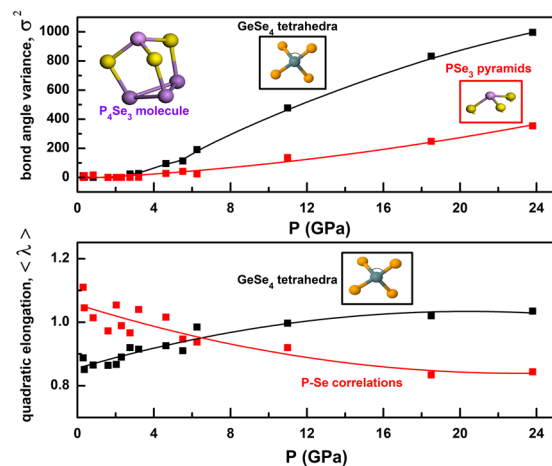 bond angle variance, σ²
1000
800
600
400
200
0
GeSe₄ tetrahedra
P₄Se₃ molecule
PSe₃ pyramids
0 4 8 12 16 20 24
P (GPa)
quadratic elongation, < λ >
1.2
1.0
0.8
GeSe₄ tetrahedra
P-Se correlations
0 4 8 12 16 20 24
P (GPa)